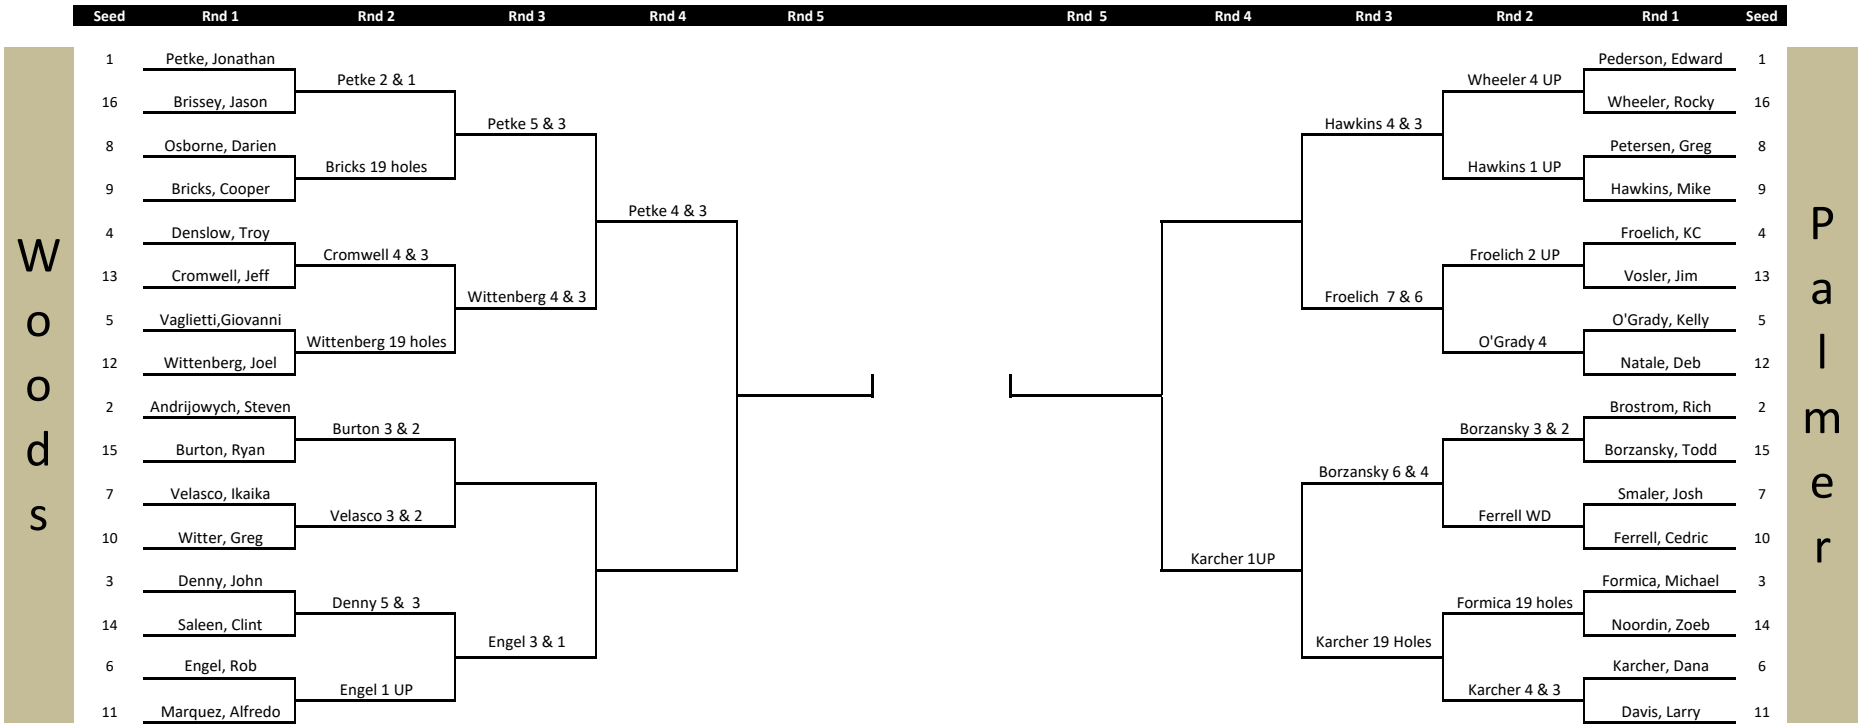 Seed Rnd 1 Rnd 2 Rnd 3 Rnd 4 Rnd 5 Rnd 5 Rnd 4 Rnd 3 Rnd 2 Rnd 1 Seed
Woods
1 Petke, Jonathan
Petke 2 & 1
16 Brissey, Jason
Petke 5 & 3
8 Osborne, Darien
Bricks 19 holes
9 Bricks, Cooper
Petke 4 & 3
4 Denslow, Troy
Cromwell 4 & 3
13 Cromwell, Jeff
Wittenberg 4 & 3
5 Vaglietti,Giovanni
Wittenberg 19 holes
12 Wittenberg, Joel
2 Andrijowych, Steven
Burton 3 & 2
15 Burton, Ryan
7 Velasco, Ikaika
Velasco 3 & 2
10 Witter, Greg
3 Denny, John
Denny 5 & 3
14 Saleen, Clint
Engel 3 & 1
6 Engel, Rob
Engel 1 UP
11 Marquez, Alfredo
Pederson, Edward 1
Wheeler 4 UP
Wheeler, Rocky 16
Hawkins 4 & 3
Petersen, Greg 8
Hawkins 1 UP
Hawkins, Mike 9
Froelich, KC 4
Froelich 2 UP
Vosler, Jim 13
Froelich 7 & 6
O'Grady, Kelly 5
O'Grady 4
Natale, Deb 12
Brostrom, Rich 2
Borzansky 3 & 2
Borzansky, Todd 15
Borzansky 6 & 4
Smaler, Josh 7
Ferrell WD
Ferrell, Cedric 10
Karcher 1UP
Formica, Michael 3
Formica 19 holes
Noordin, Zoeb 14
Karcher 19 Holes
Karcher, Dana 6
Karcher 4 & 3
Davis, Larry 11
Palmer